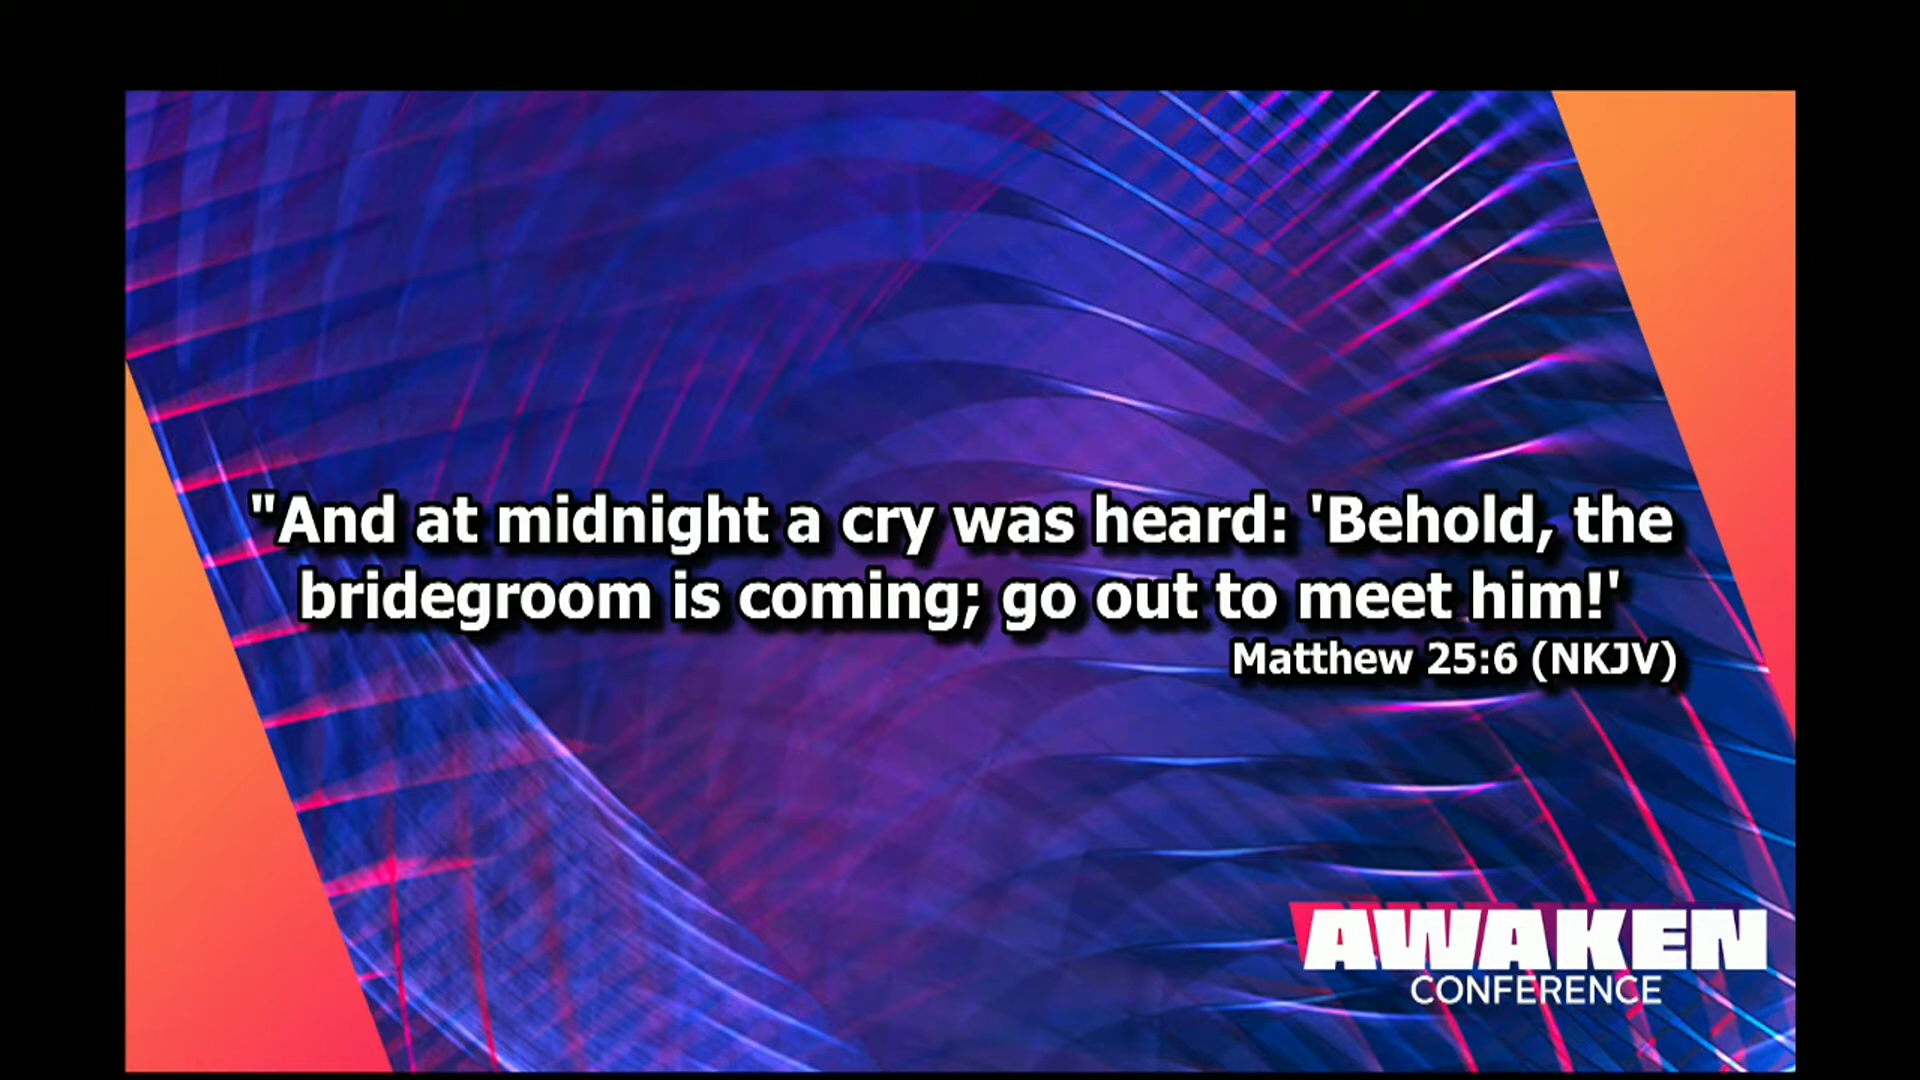 "And at midnight a cry was heard: 'Behold, the
bridegroom is coming; go out to meet him!'
Matthew 25:6 (NKJV)
AWAKEN
CONFERENCE